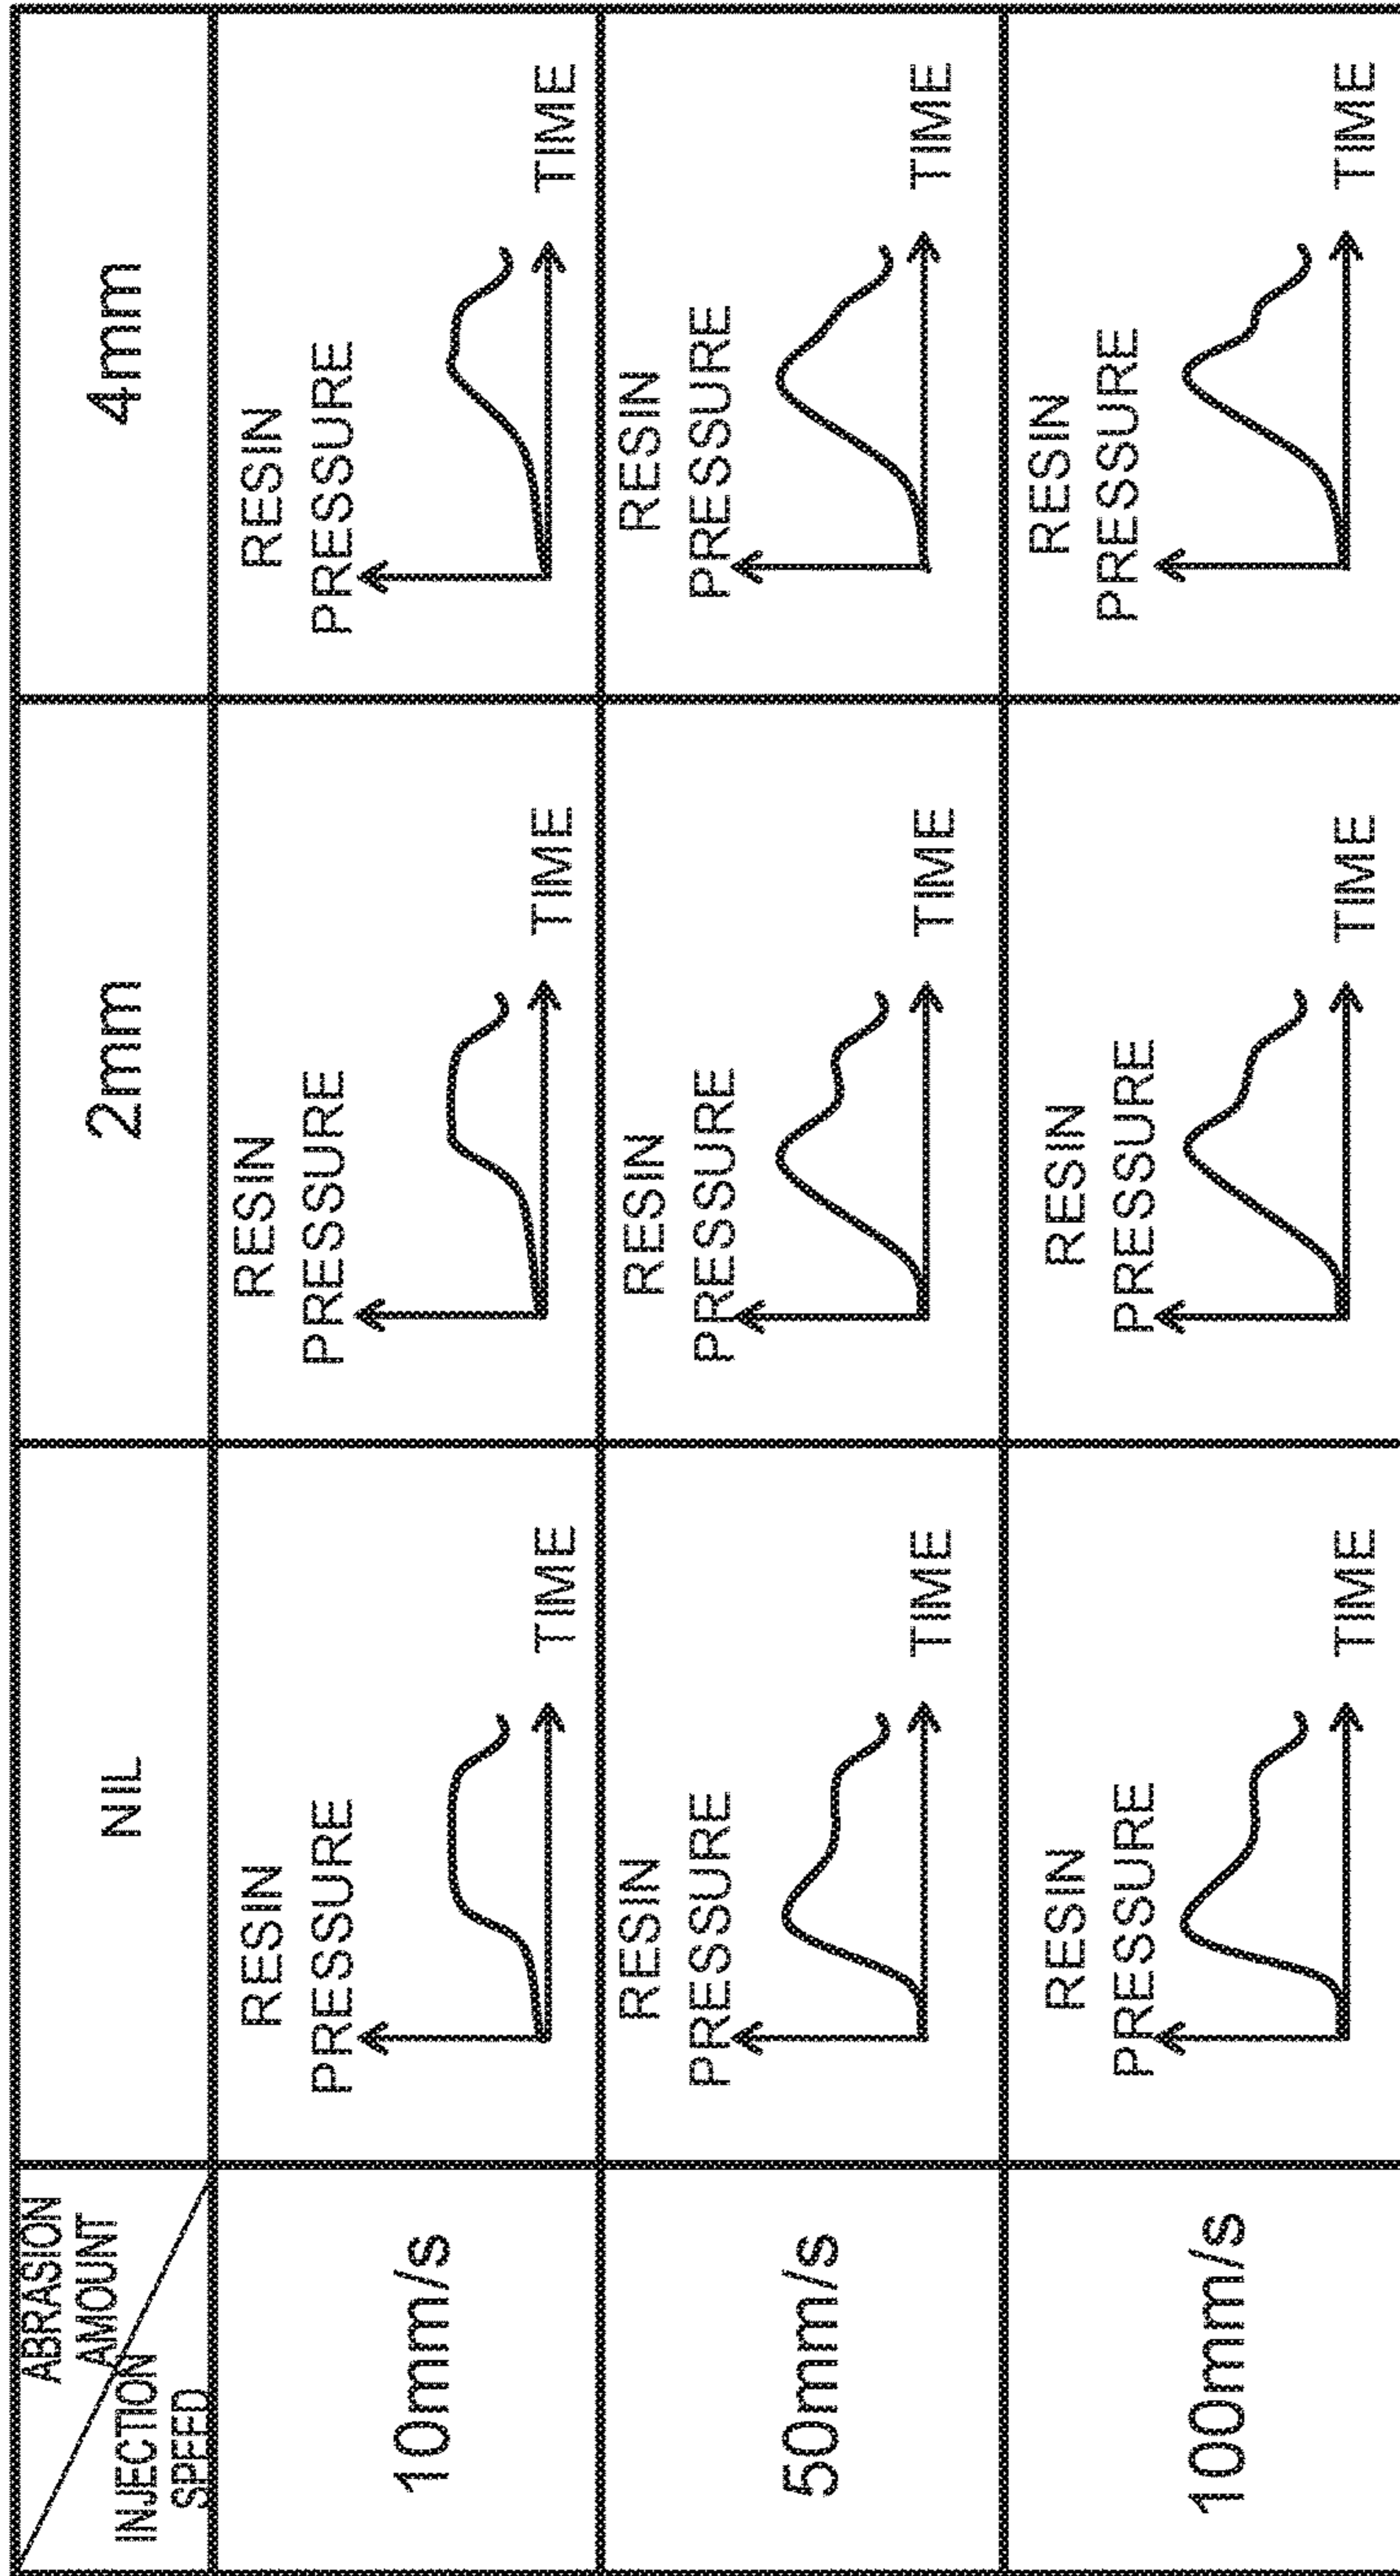 ABRASION
AMOUNT
INJECTION
SPEED
NIL
2mm
4mm
10mm/s
RESIN
PRESSURE
TIME
RESIN
PRESSURE
TIME
RESIN
PRESSURE
TIME
50mm/s
RESIN
PRESSURE
TIME
RESIN
PRESSURE
TIME
RESIN
PRESSURE
TIME
100mm/s
RESIN
PRESSURE
TIME
RESIN
PRESSURE
TIME
RESIN
PRESSURE
TIME